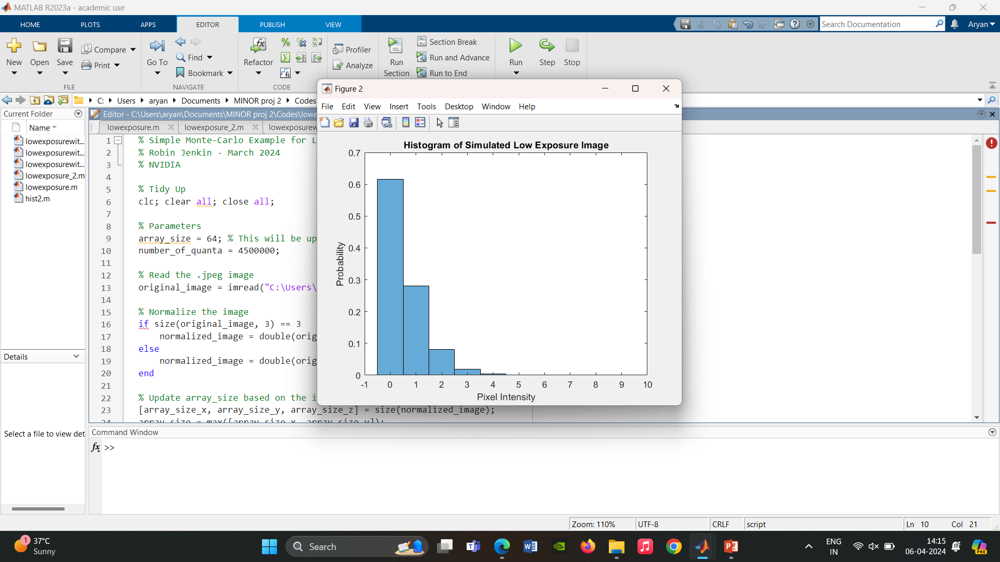 MATLAB R2023a - academic use
HOME PLOTS APPS EDITOR PUBLISH VIEW
Search Documentation
Aryan
New
Open
Save
Compare
Print
FILE
Go To
Find
Bookmark
NAVIGATE
Refactor
CODE
Profiler
Analyze
Run Section
Section Break
Run and Advance
Run to End
Run
Step
Stop
C: Users aryan Documents MINOR proj 2 Codes
Current Folder
Name
lowexposurewit...
lowexposurewit...
lowexposurewit...
lowexposure_2.m
lowexposure.m
hist2.m
Details
Select a file to view det
Editor - C:\Users\aryan\Documents\MINOR proj 2\Codes\lowe
lowexposure.m lowexposure_2.m lowexposurew
1 % Simple Monte-Carlo Example for L
2 % Robin Jenkin - March 2024
3 % NVIDIA
4
5 % Tidy Up
6 clc; clear all; close all;
7
8 % Parameters
9 array_size = 64; % This will be up
10 number_of_quanta = 4500000;
11
12 % Read the .jpeg image
13 original_image = imread("C:\Users\
14
15 % Normalize the image
16 if size(original_image, 3) == 3
17 normalized_image = double(orig
18 else
19 normalized_image = double(orig
20 end
21
22 % Update array_size based on the i
23 [array_size_x, array_size_y, array_size_z] = size(normalized_image);
24 array_size = max([array_size_x, array_size_y]);
Figure 2
File Edit View Insert Tools Desktop Window Help
Histogram of Simulated Low Exposure Image
0.7
0.6
0.5
0.4
0.3
0.2
0.1
0
Probability
-1 0 1 2 3 4 5 6 7 8 9 10
Pixel Intensity
Command Window
fx >>
Zoom: 110% UTF-8 CRLF script Ln 10 Col 21
1
37°C
Sunny
Search
ENG
IN
14:15
06-04-2024
PRE